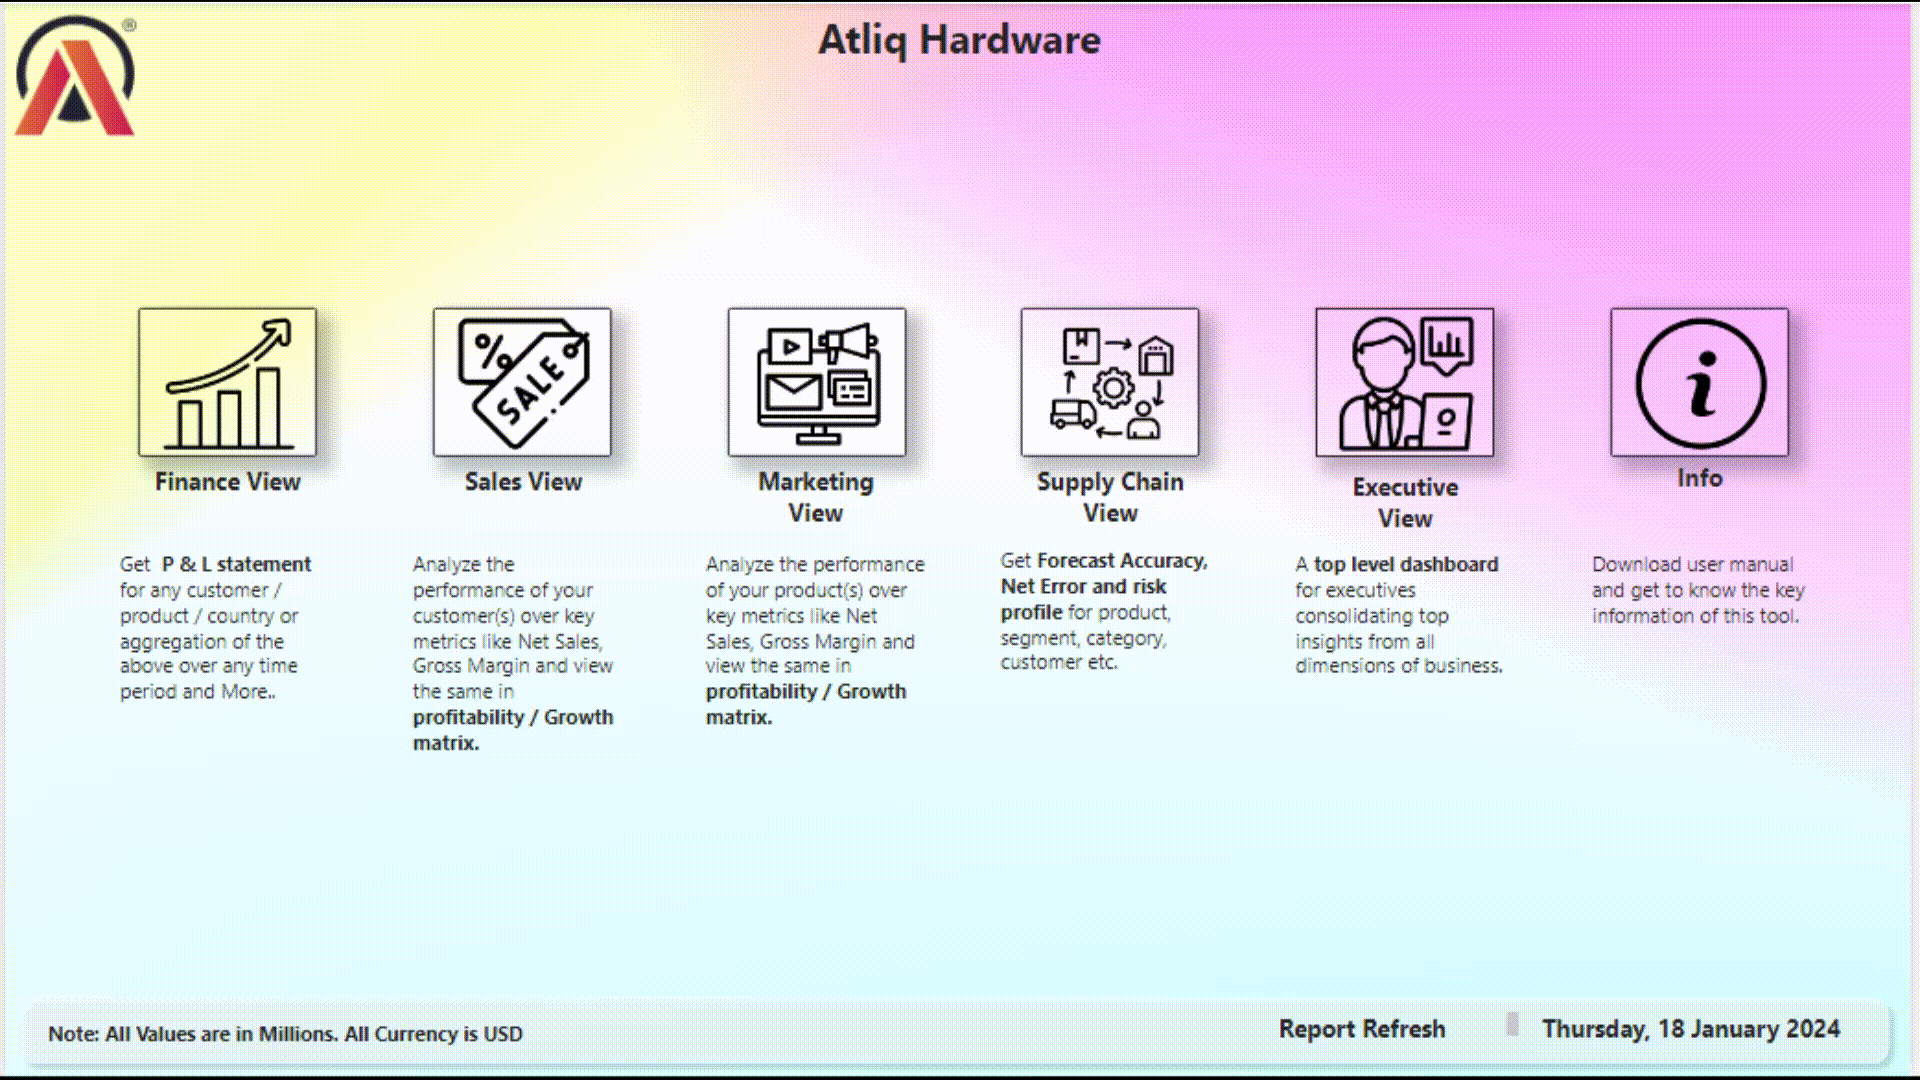 ®
Atliq Hardware
%
SALE
Finance View
Sales View
Marketing
View
Supply Chain
View
Executive
View
i
Info
Get P & L statement
for any customer /
product / country or
aggregation of the
above over any time
period and More..
Analyze the
performance of your
customer(s) over key
metrics like Net Sales,
Gross Margin and view
the same in
profitability / Growth
matrix.
Analyze the performance
of your product(s) over
key metrics like Net
Sales, Gross Margin and
view the same in
profitability / Growth
matrix.
Get Forecast Accuracy,
Net Error and risk
profile for product,
segment, category,
customer etc.
A top level dashboard
for executives
consolidating top
insights from all
dimensions of business.
Download user manual
and get to know the key
information of this tool.
Note: All Values are in Millions. All Currency is USD
Report Refresh
Thursday, 18 January 2024